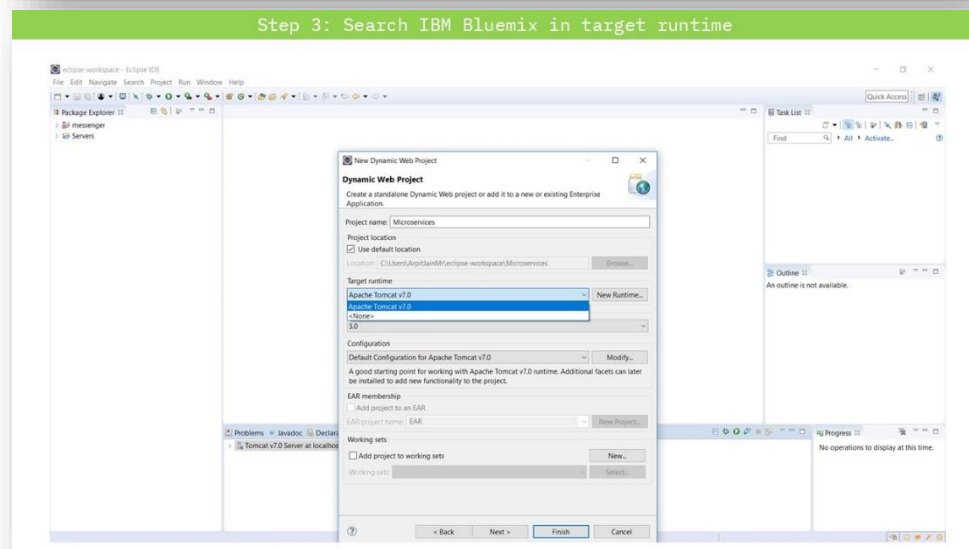 Step 3: Search IBM Bluemix in target runtime
eclipse-workspace - Eclipse IDE
File Edit Navigate Search Project Run Window Help
Quick Access
Package Explorer
messenger
Servers
Task List
Find
All
Activate...
New Dynamic Web Project
Dynamic Web Project
Create a standalone Dynamic Web project or add it to a new or existing Enterprise
Application.
Project name: Microservices
Project location
Use default location
Location: C:\Users\ArpitJainMr\eclipse-workspace\Microservices Browse...
Target runtime
Apache Tomcat v7.0 New Runtime...
Apache Tomcat v7.0
<None>
3.0
Configuration
Default Configuration for Apache Tomcat v7.0 Modify...
A good starting point for working with Apache Tomcat v7.0 runtime. Additional facets can later
be installed to add new functionality to the project.
EAR membership
Add project to an EAR
EAR project name: EAR New Project...
Working sets
Add project to working sets New...
Working sets: Select...
< Back Next > Finish Cancel
Outline
An outline is not available.
Problems Javadoc Declar
Tomcat v7.0 Server at localhos
Progress
No operations to display at this time.